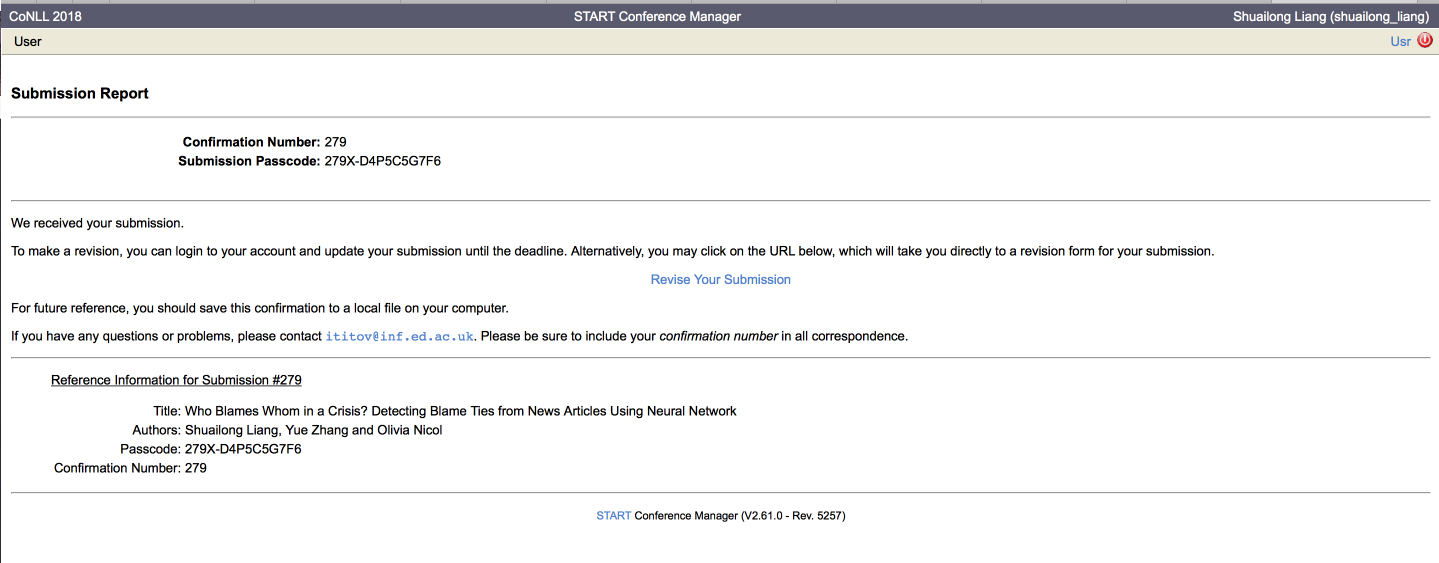 CoNLL 2018 START Conference Manager Shuailong Liang (shuailong_liang)
User Usr
Submission Report
Confirmation Number: 279
Submission Passcode: 279X-D4P5C5G7F6
We received your submission.
To make a revision, you can login to your account and update your submission until the deadline. Alternatively, you may click on the URL below, which will take you directly to a revision form for your submission.
Revise Your Submission
For future reference, you should save this confirmation to a local file on your computer.
If you have any questions or problems, please contact ititov@inf.ed.ac.uk. Please be sure to include your confirmation number in all correspondence.
Reference Information for Submission #279
Title: Who Blames Whom in a Crisis? Detecting Blame Ties from News Articles Using Neural Network
Authors: Shuailong Liang, Yue Zhang and Olivia Nicol
Passcode: 279X-D4P5C5G7F6
Confirmation Number: 279
START Conference Manager (V2.61.0 - Rev. 5257)